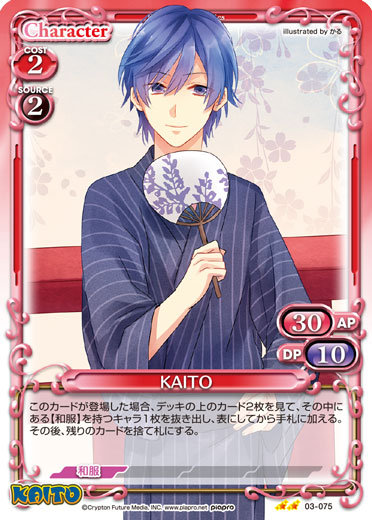 Character
illustrated by かる
COST
2
SOURCE
2
30 AP
DP 10
KAITO
このカードが登場した場合、デッキの上のカード2枚を見て、その中に
ある【和服】を持つキャラ1枚を抜き出し、表にしてから手札に加える。
その後、残りのカードを捨て札にする。
和服
KAITO
©Crypton Future Media, INC. www.piapro.net piapro
03-075